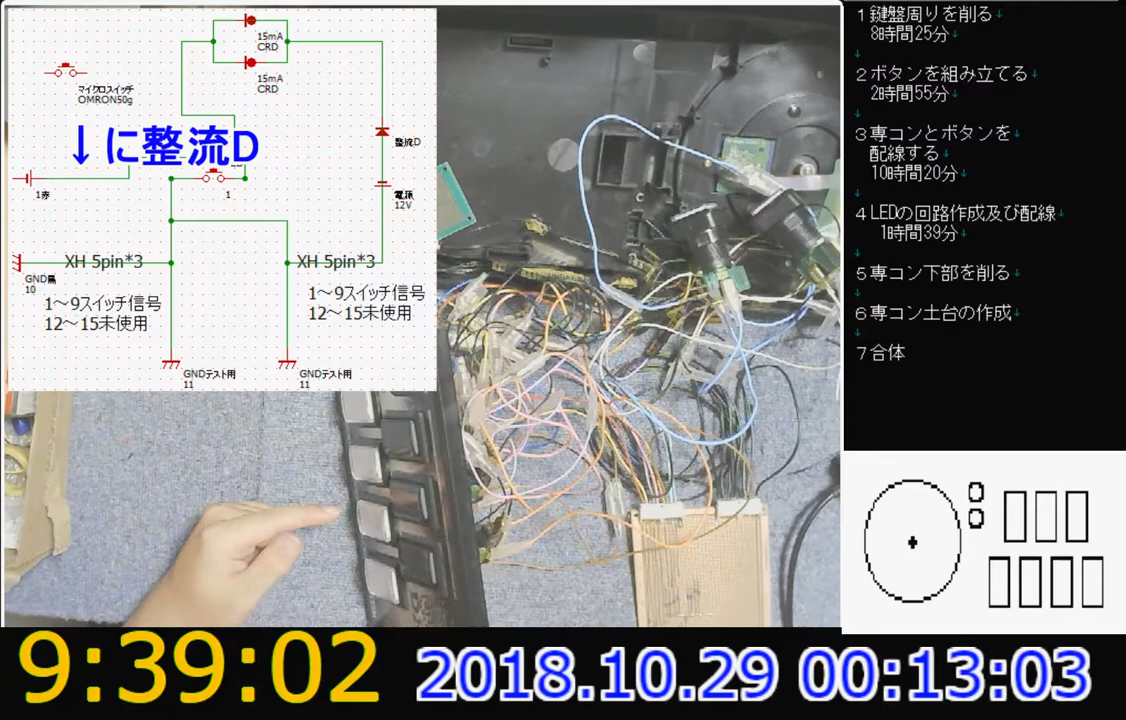 15mA
CRD
15mA
CRD
マイクロスイッチ
OMRON50g
↓に整流D
整流D
1赤
1
電源
12V
XH 5pin*3
XH 5pin*3
GND黒
10
1～9スイッチ信号
12～15未使用
1～9スイッチ信号
12～15未使用
GNDテスト用
11
GNDテスト用
11
1鍵盤周りを削る↓
8時間25分↓
↓
2ボタンを組み立てる↓
2時間55分↓
↓
3専コンとボタンを↓
配線する↓
10時間20分↓
↓
4LEDの回路作成及び配線↓
1時間39分↓
↓
5専コン下部を削る↓
↓
6専コン土台の作成↓
↓
7合体
9:39:02
2018.10.29 00:13:03